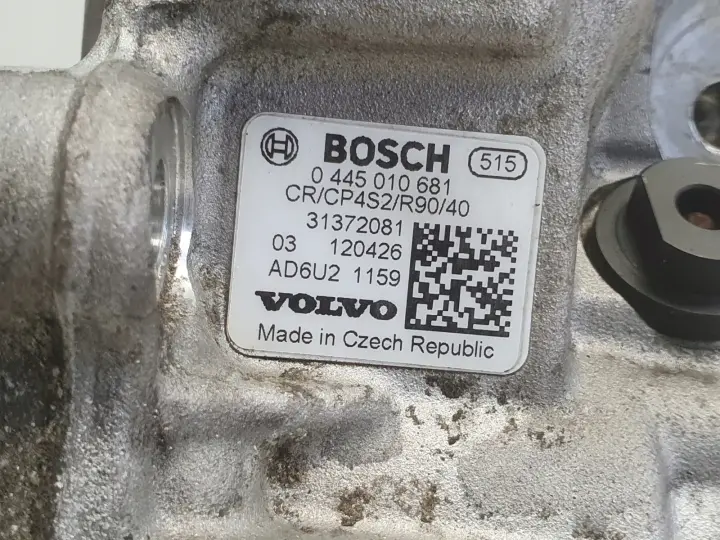 BOSCH 515
0 445 010 681
CR/CP4S2/R90/40
31372081
03 120426
AD6U2 1159
VOLVO
Made in Czech Republic